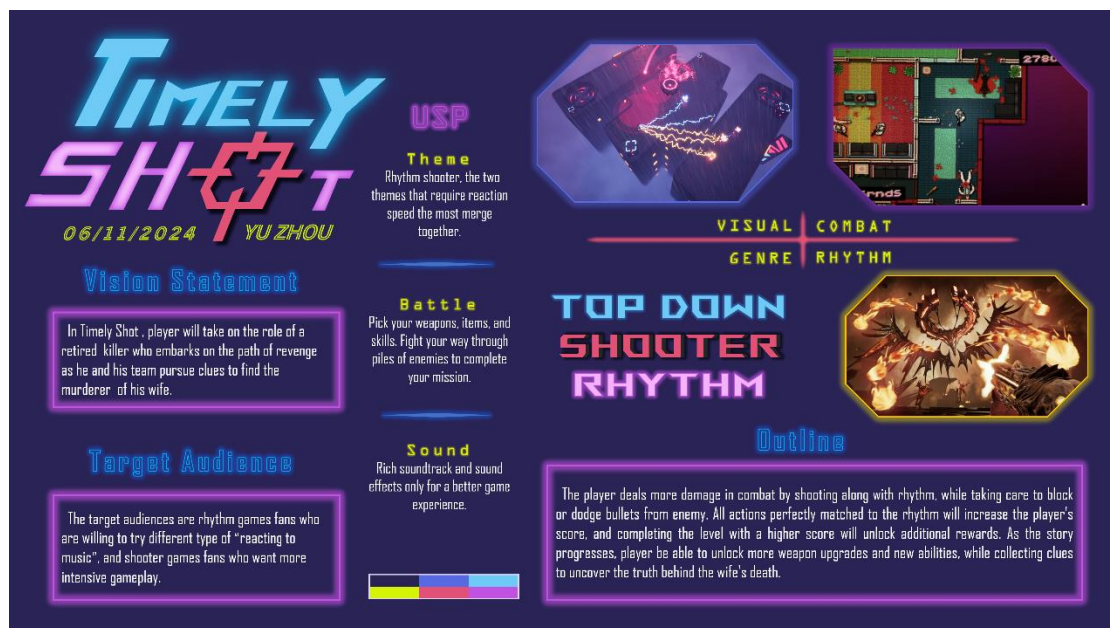 TIMELY
SHOT
06/11/2024 YU ZHOU
Vision Statement
In Timely Shot , player will take on the role of a
retired killer who embarks on the path of revenge
as he and his team pursue clues to find the
murderer of his wife.
Target Audience
The target audiences are rhythm games fans who
are willing to try different type of “reacting to
music”, and shooter games fans who want more
intensive gameplay.
USP
Theme
Rhythm shooter, the two
themes that require reaction
speed the most merge
together.
Battle
Pick your weapons, items, and
skills. Fight your way through
piles of enemies to complete
your mission.
Sound
Rich soundtrack and sound
effects only for a better game
experience.
VISUAL COMBAT
GENRE RHYTHM
TOP DOWN
SHOOTER
RHYTHM
Outline
The player deals more damage in combat by shooting along with rhythm, while taking care to block
or dodge bullets from enemy. All actions perfectly matched to the rhythm will increase the player's
score, and completing the level with a higher score will unlock additional rewards. As the story
progresses, player be able to unlock more weapon upgrades and new abilities, while collecting clues
to uncover the truth behind the wife's death.